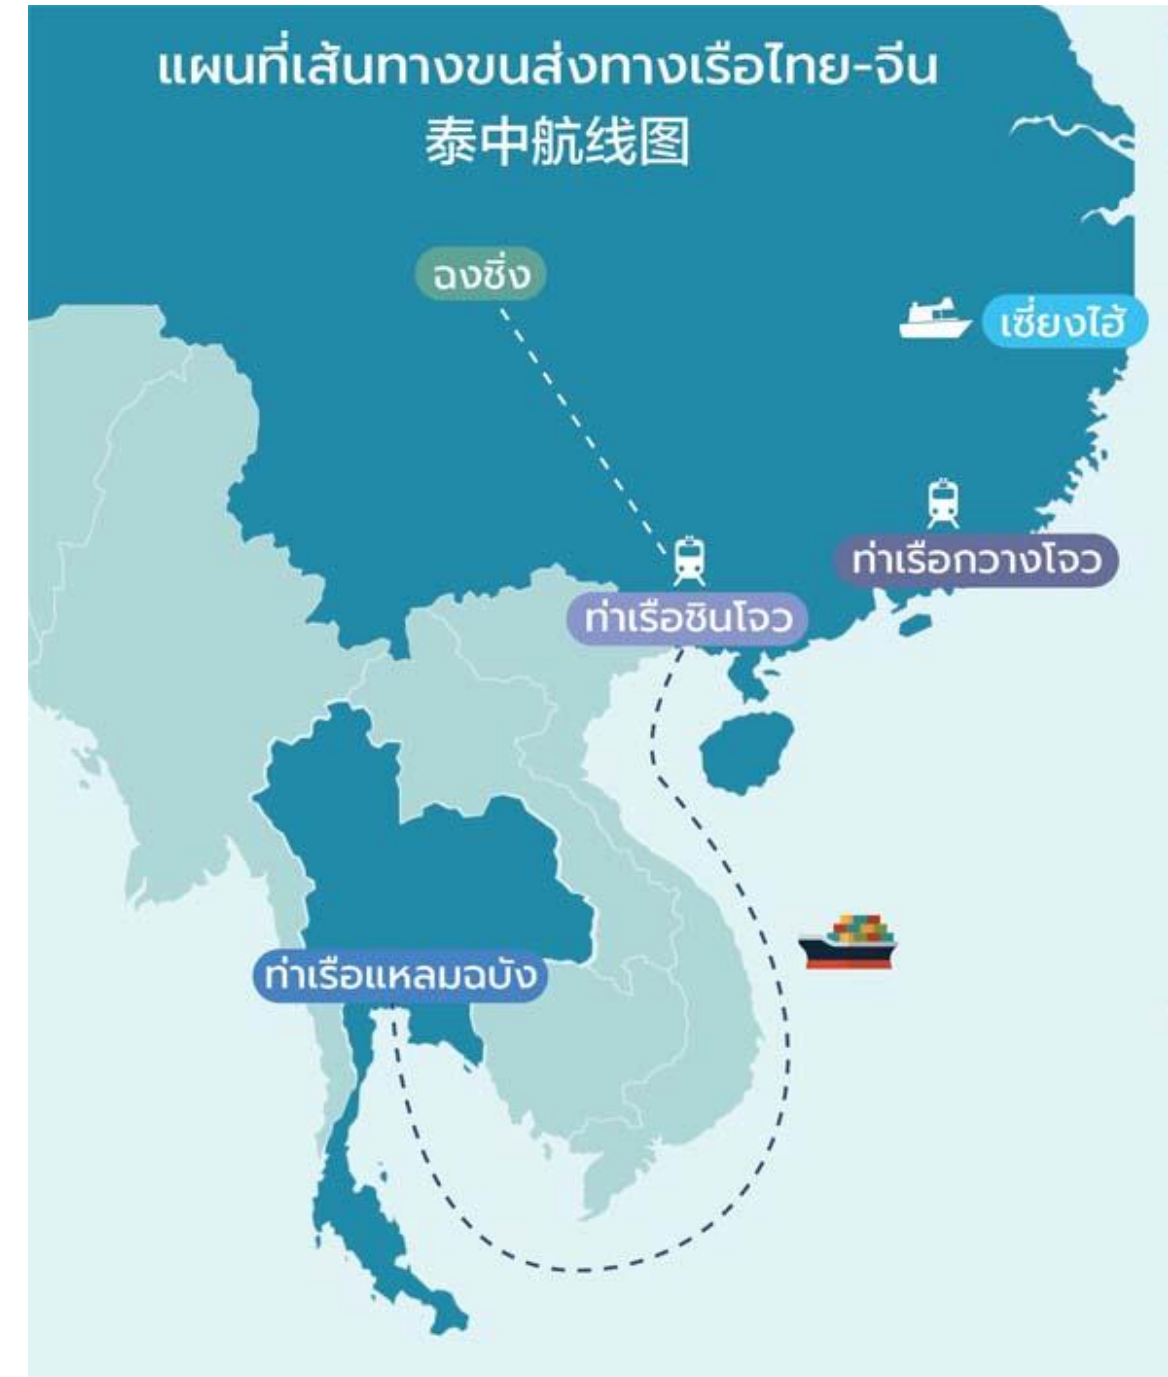 แผนที่เส้นทางขนส่งทางเรือไทย-จีน
泰中航线图
ฉงชิ่ง
เซี่ยงไฮ้
ท่าเรือกวางโจว
ท่าเรือชินโจว
ท่าเรือแหลมฉบัง